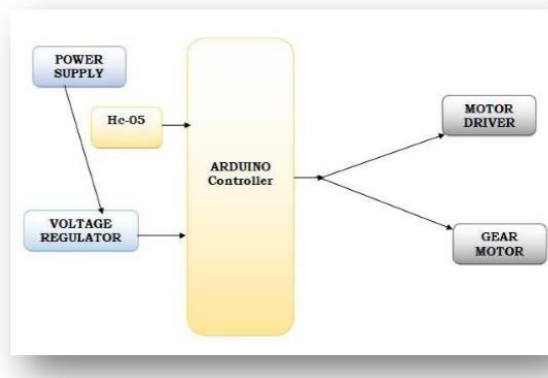 POWER
SUPPLY
Hc-05
ARDUINO
Controller
MOTOR
DRIVER
VOLTAGE
REGULATOR
GEAR
MOTOR